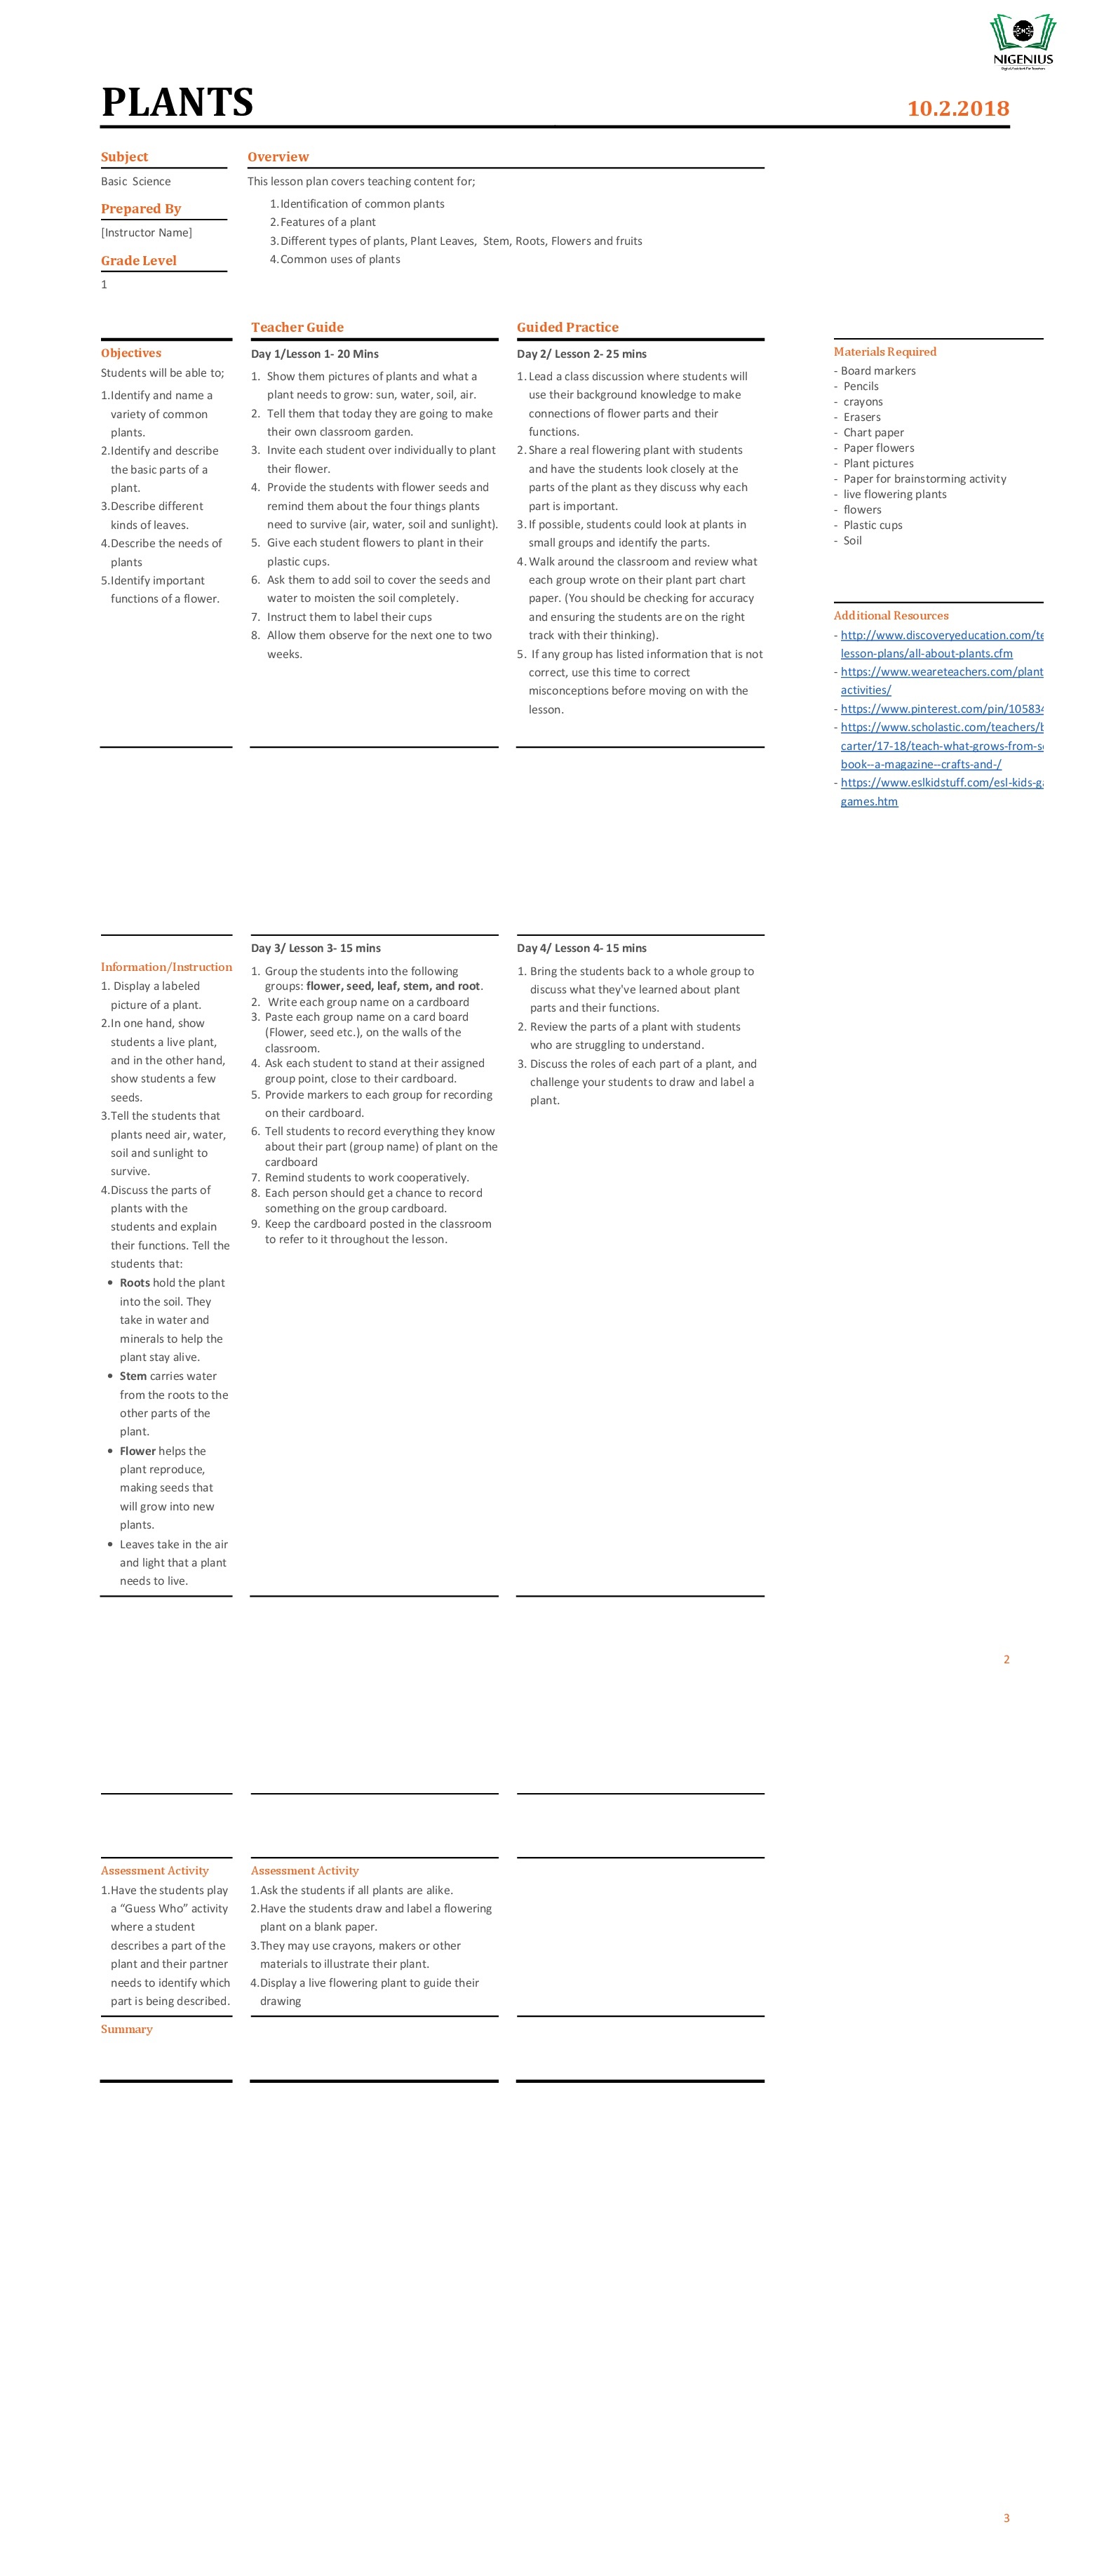 NIGENIUS
Digital Assistant For Teachers
PLANTS
10.2.2018
Subject
Basic Science
Prepared By
[Instructor Name]
Grade Level
1
Overview
This lesson plan covers teaching content for;
1.Identification of common plants
2.Features of a plant
3.Different types of plants, Plant Leaves, Stem, Roots, Flowers and fruits
4.Common uses of plants
Objectives
Students will be able to;
1.Identify and name a
variety of common
plants.
2.Identify and describe
the basic parts of a
plant.
3.Describe different
kinds of leaves.
4.Describe the needs of
plants
5.Identify important
functions of a flower.
Teacher Guide
Day 1/Lesson 1- 20 Mins
1. Show them pictures of plants and what a
plant needs to grow: sun, water, soil, air.
2. Tell them that today they are going to make
their own classroom garden.
3. Invite each student over individually to plant
their flower.
4. Provide the students with flower seeds and
remind them about the four things plants
need to survive (air, water, soil and sunlight).
5. Give each student flowers to plant in their
plastic cups.
6. Ask them to add soil to cover the seeds and
water to moisten the soil completely.
7. Instruct them to label their cups
8. Allow them observe for the next one to two
weeks.
Guided Practice
Day 2/ Lesson 2- 25 mins
1. Lead a class discussion where students will
use their background knowledge to make
connections of flower parts and their
functions.
2. Share a real flowering plant with students
and have the students look closely at the
parts of the plant as they discuss why each
part is important.
3. If possible, students could look at plants in
small groups and identify the parts.
4. Walk around the classroom and review what
each group wrote on their plant part chart
paper. (You should be checking for accuracy
and ensuring the students are on the right
track with their thinking).
5. If any group has listed information that is not
correct, use this time to correct
misconceptions before moving on with the
lesson.
Materials Required
- Board markers
- Pencils
- crayons
- Erasers
- Chart paper
- Paper flowers
- Plant pictures
- Paper for brainstorming activity
- live flowering plants
- flowers
- Plastic cups
- Soil
Additional Resources
- http://www.discoveryeducation.com/te
lesson-plans/all-about-plants.cfm
- https://www.weareteachers.com/plant
activities/
- https://www.pinterest.com/pin/105834
- https://www.scholastic.com/teachers/b
carter/17-18/teach-what-grows-from-se
book--a-magazine--crafts-and-/
- https://www.eslkidstuff.com/esl-kids-ga
games.htm
Information/Instruction
1. Display a labeled
picture of a plant.
2.In one hand, show
students a live plant,
and in the other hand,
show students a few
seeds.
3.Tell the students that
plants need air, water,
soil and sunlight to
survive.
4.Discuss the parts of
plants with the
students and explain
their functions. Tell the
students that:
• Roots hold the plant
into the soil. They
take in water and
minerals to help the
plant stay alive.
• Stem carries water
from the roots to the
other parts of the
plant.
• Flower helps the
plant reproduce,
making seeds that
will grow into new
plants.
• Leaves take in the air
and light that a plant
needs to live.
Day 3/ Lesson 3- 15 mins
1. Group the students into the following
groups: flower, seed, leaf, stem, and root.
2. Write each group name on a cardboard
3. Paste each group name on a card board
(Flower, seed etc.), on the walls of the
classroom.
4. Ask each student to stand at their assigned
group point, close to their cardboard.
5. Provide markers to each group for recording
on their cardboard.
6. Tell students to record everything they know
about their part (group name) of plant on the
cardboard
7. Remind students to work cooperatively.
8. Each person should get a chance to record
something on the group cardboard.
9. Keep the cardboard posted in the classroom
to refer to it throughout the lesson.
Day 4/ Lesson 4- 15 mins
1. Bring the students back to a whole group to
discuss what they've learned about plant
parts and their functions.
2. Review the parts of a plant with students
who are struggling to understand.
3. Discuss the roles of each part of a plant, and
challenge your students to draw and label a
plant.
2
Assessment Activity
1.Have the students play
a “Guess Who” activity
where a student
describes a part of the
plant and their partner
needs to identify which
part is being described.
Assessment Activity
1.Ask the students if all plants are alike.
2.Have the students draw and label a flowering
plant on a blank paper.
3.They may use crayons, makers or other
materials to illustrate their plant.
4.Display a live flowering plant to guide their
drawing
Summary
3